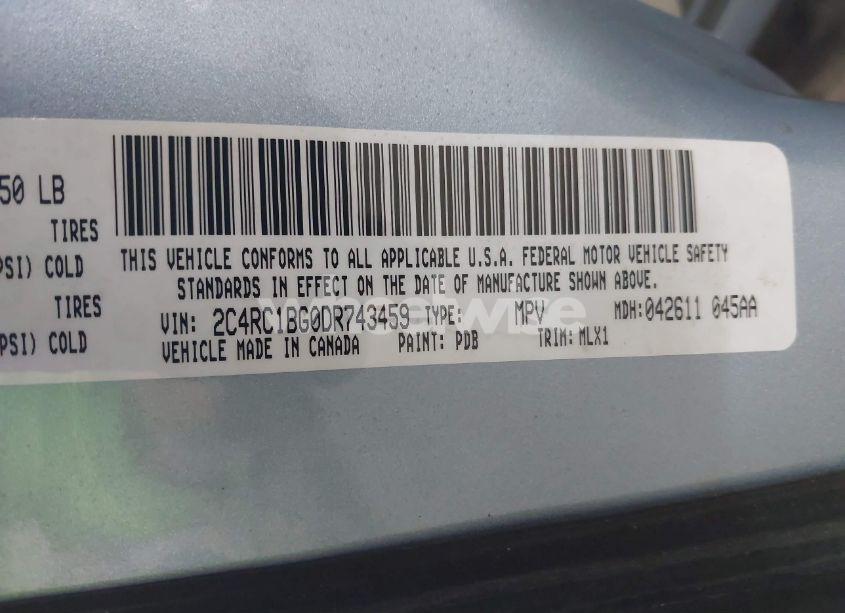 50 LB
TIRES
PSI) COLD
TIRES
PSI) COLD
THIS VEHICLE CONFORMS TO ALL APPLICABLE U.S.A. FEDERAL MOTOR VEHICLE SAFETY
STANDARDS IN EFFECT ON THE DATE OF MANUFACTURE SHOWN ABOVE.
VIN: 2C4RC1BG0DR743459 TYPE: MPV MDH:042611 045AA
VEHICLE MADE IN CANADA PAINT: PDB TRIM: MLX1
wheelwise